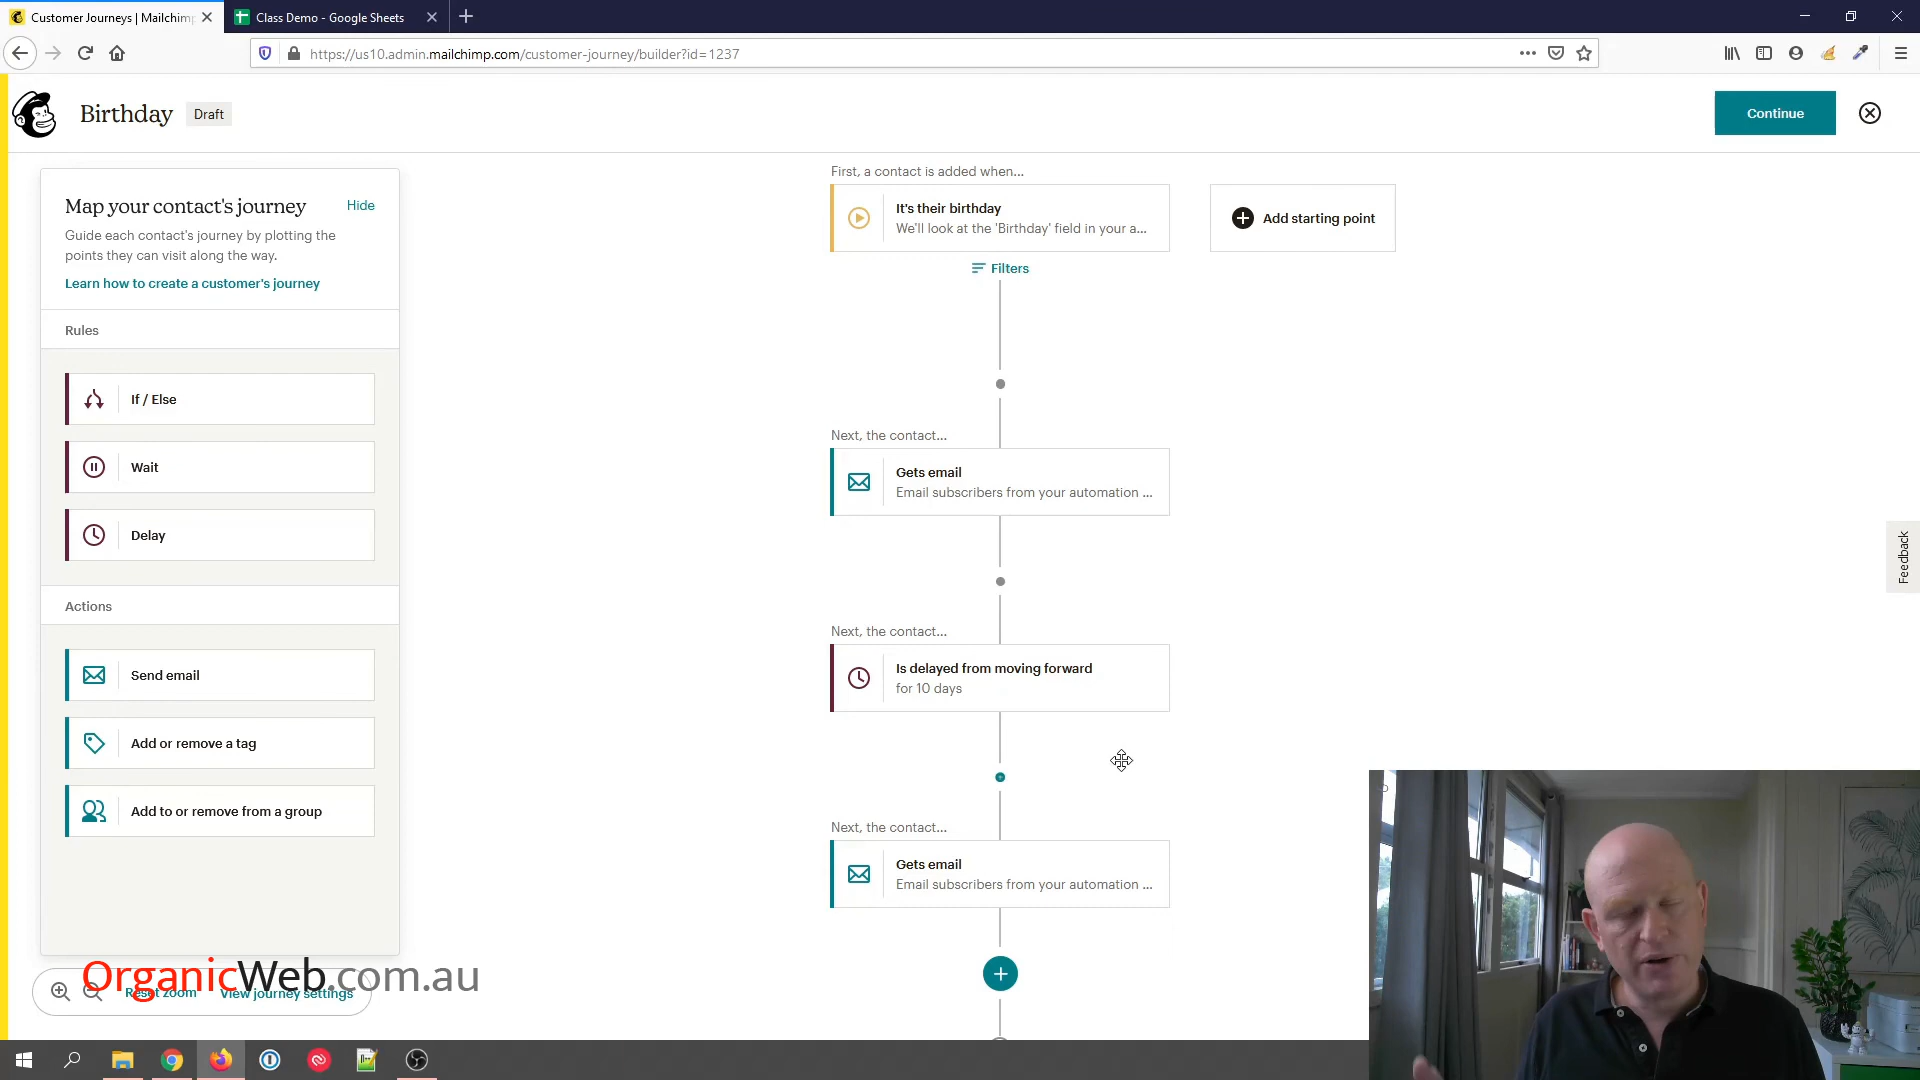 Customer Journeys | Mailchimp
Class Demo - Google Sheets
https://us10.admin.mailchimp.com/customer-journey/builder?id=1237
Birthday
Draft
Continue
Map your contact's journey
Hide
Guide each contact's journey by plotting the
points they can visit along the way.
Learn how to create a customer's journey
Rules
If / Else
Wait
Delay
Actions
Send email
Add or remove a tag
Add to or remove from a group
First, a contact is added when...
It's their birthday
We'll look at the 'Birthday' field in your a...
Add starting point
Filters
Next, the contact...
Gets email
Email subscribers from your automation ...
Next, the contact...
Is delayed from moving forward
for 10 days
Next, the contact...
Gets email
Email subscribers from your automation ...
Feedback
OrganicWeb.com.au
Reset zoom
View journey settings